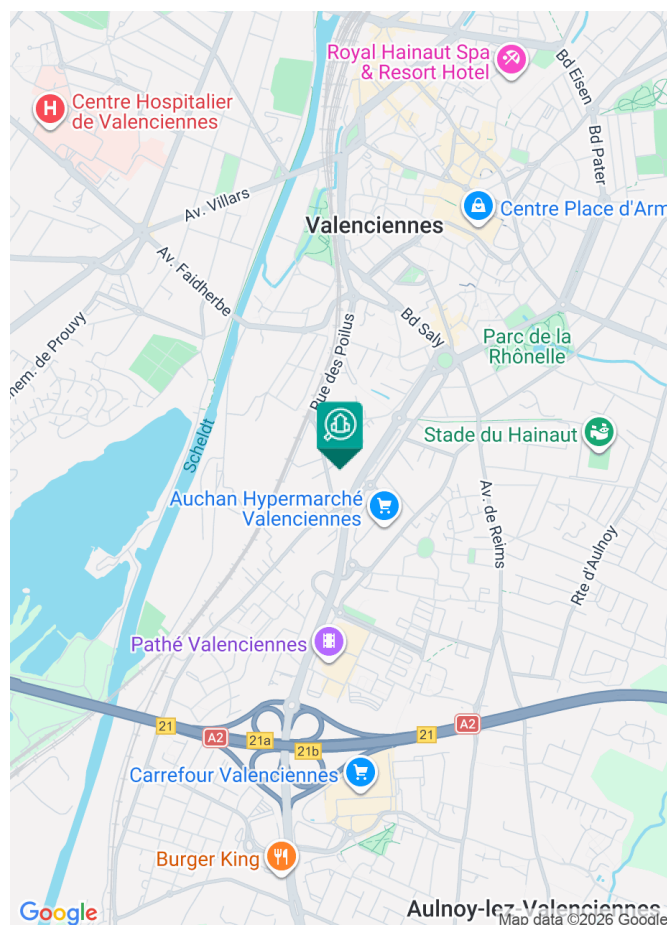 Royal Hainaut Spa
& Resort Hotel
Bd Eisen
Centre Hospitalier
de Valenciennes
Bd Pater
Av. Villars
Centre Place d'Arm
Valenciennes
Av. Faidherbe
Bd Saly
Parc de la
Rhônelle
hem. de Prouvy
Rue des Poilus
Stade du Hainaut
Scheldt
Auchan Hypermarché
Valenciennes
Av. de Reims
Rte d'Aulnoy
Pathé Valenciennes
21
A2
21a
21b
21
A2
Carrefour Valenciennes
Burger King
Aulnoy-lez-Valenciennes
Google
Map data ©2026 Google